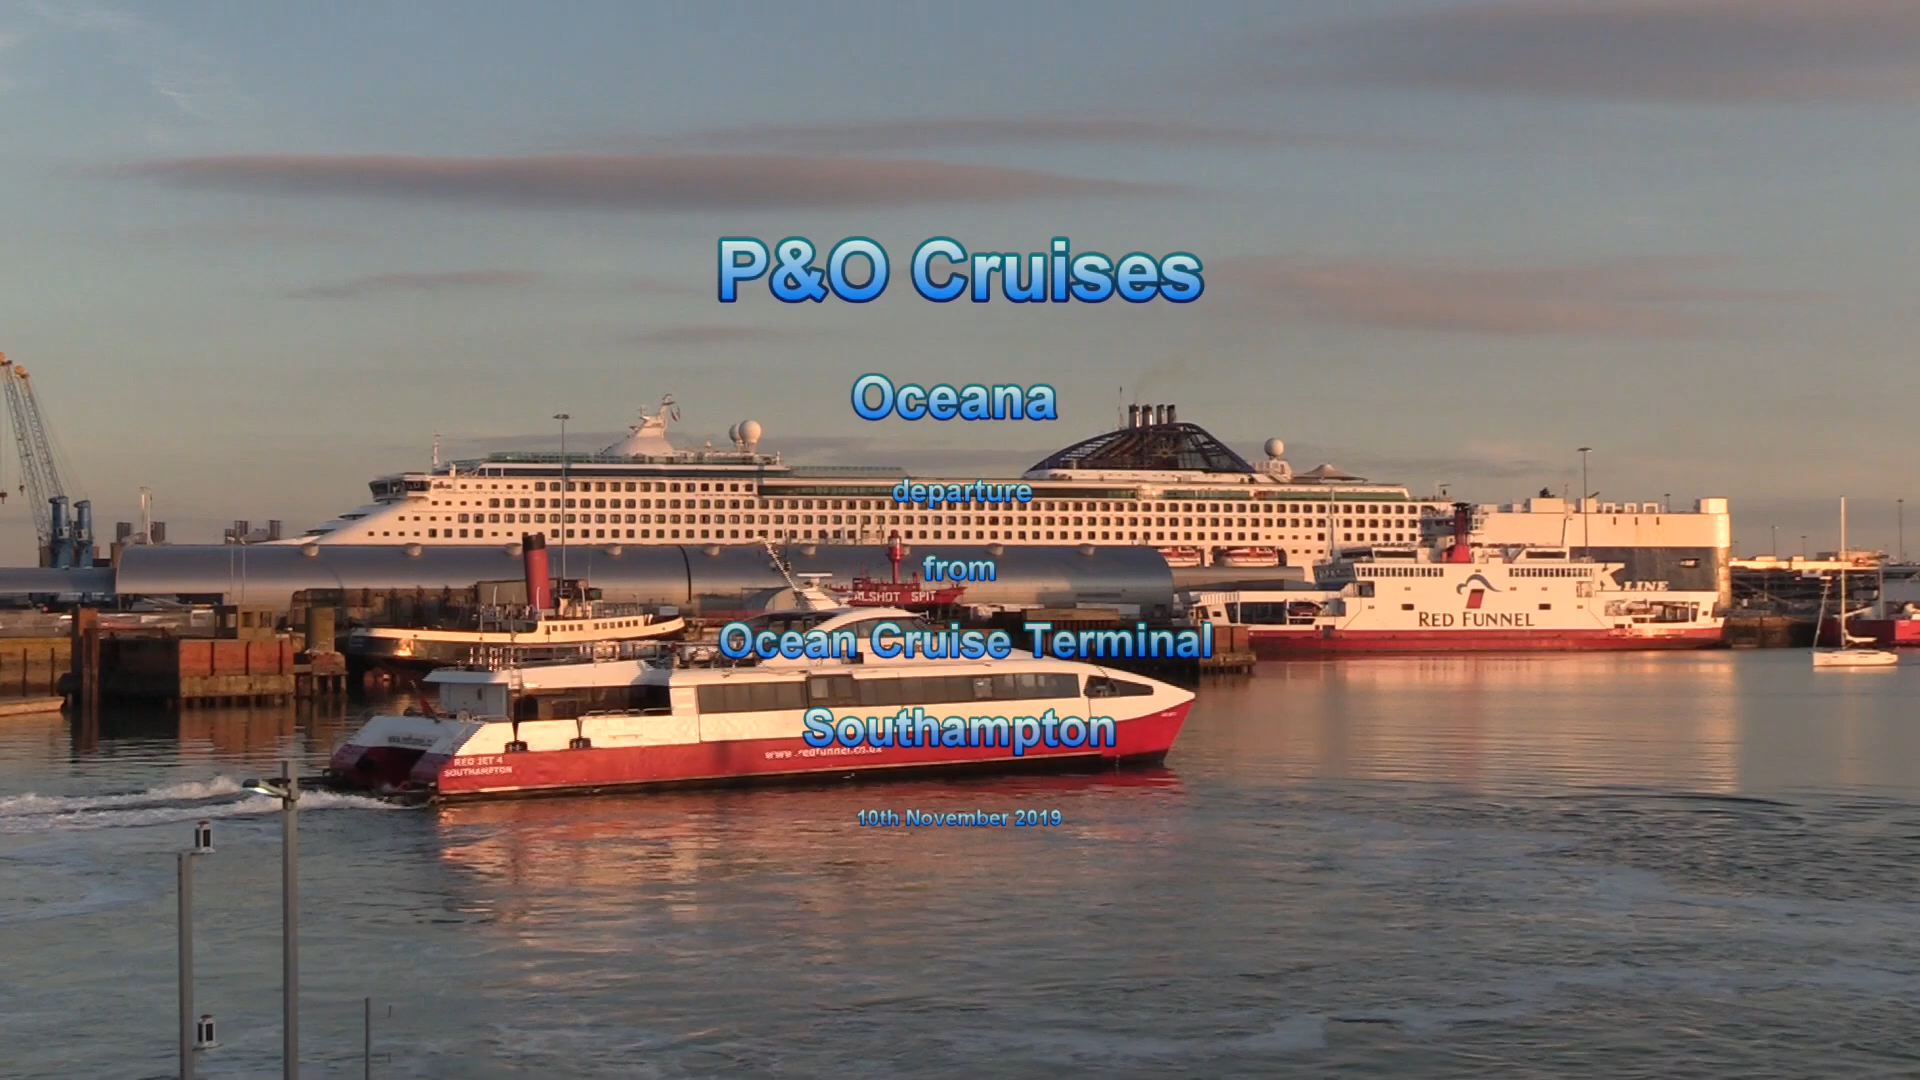 P&O Cruises
Oceana
departure
from
Ocean Cruise Terminal
Southampton
10th November 2019
CALSHOT SPIT
K LINE
RED FUNNEL
www.redfunnel.co.uk
RED JET 4
SOUTHAMPTON